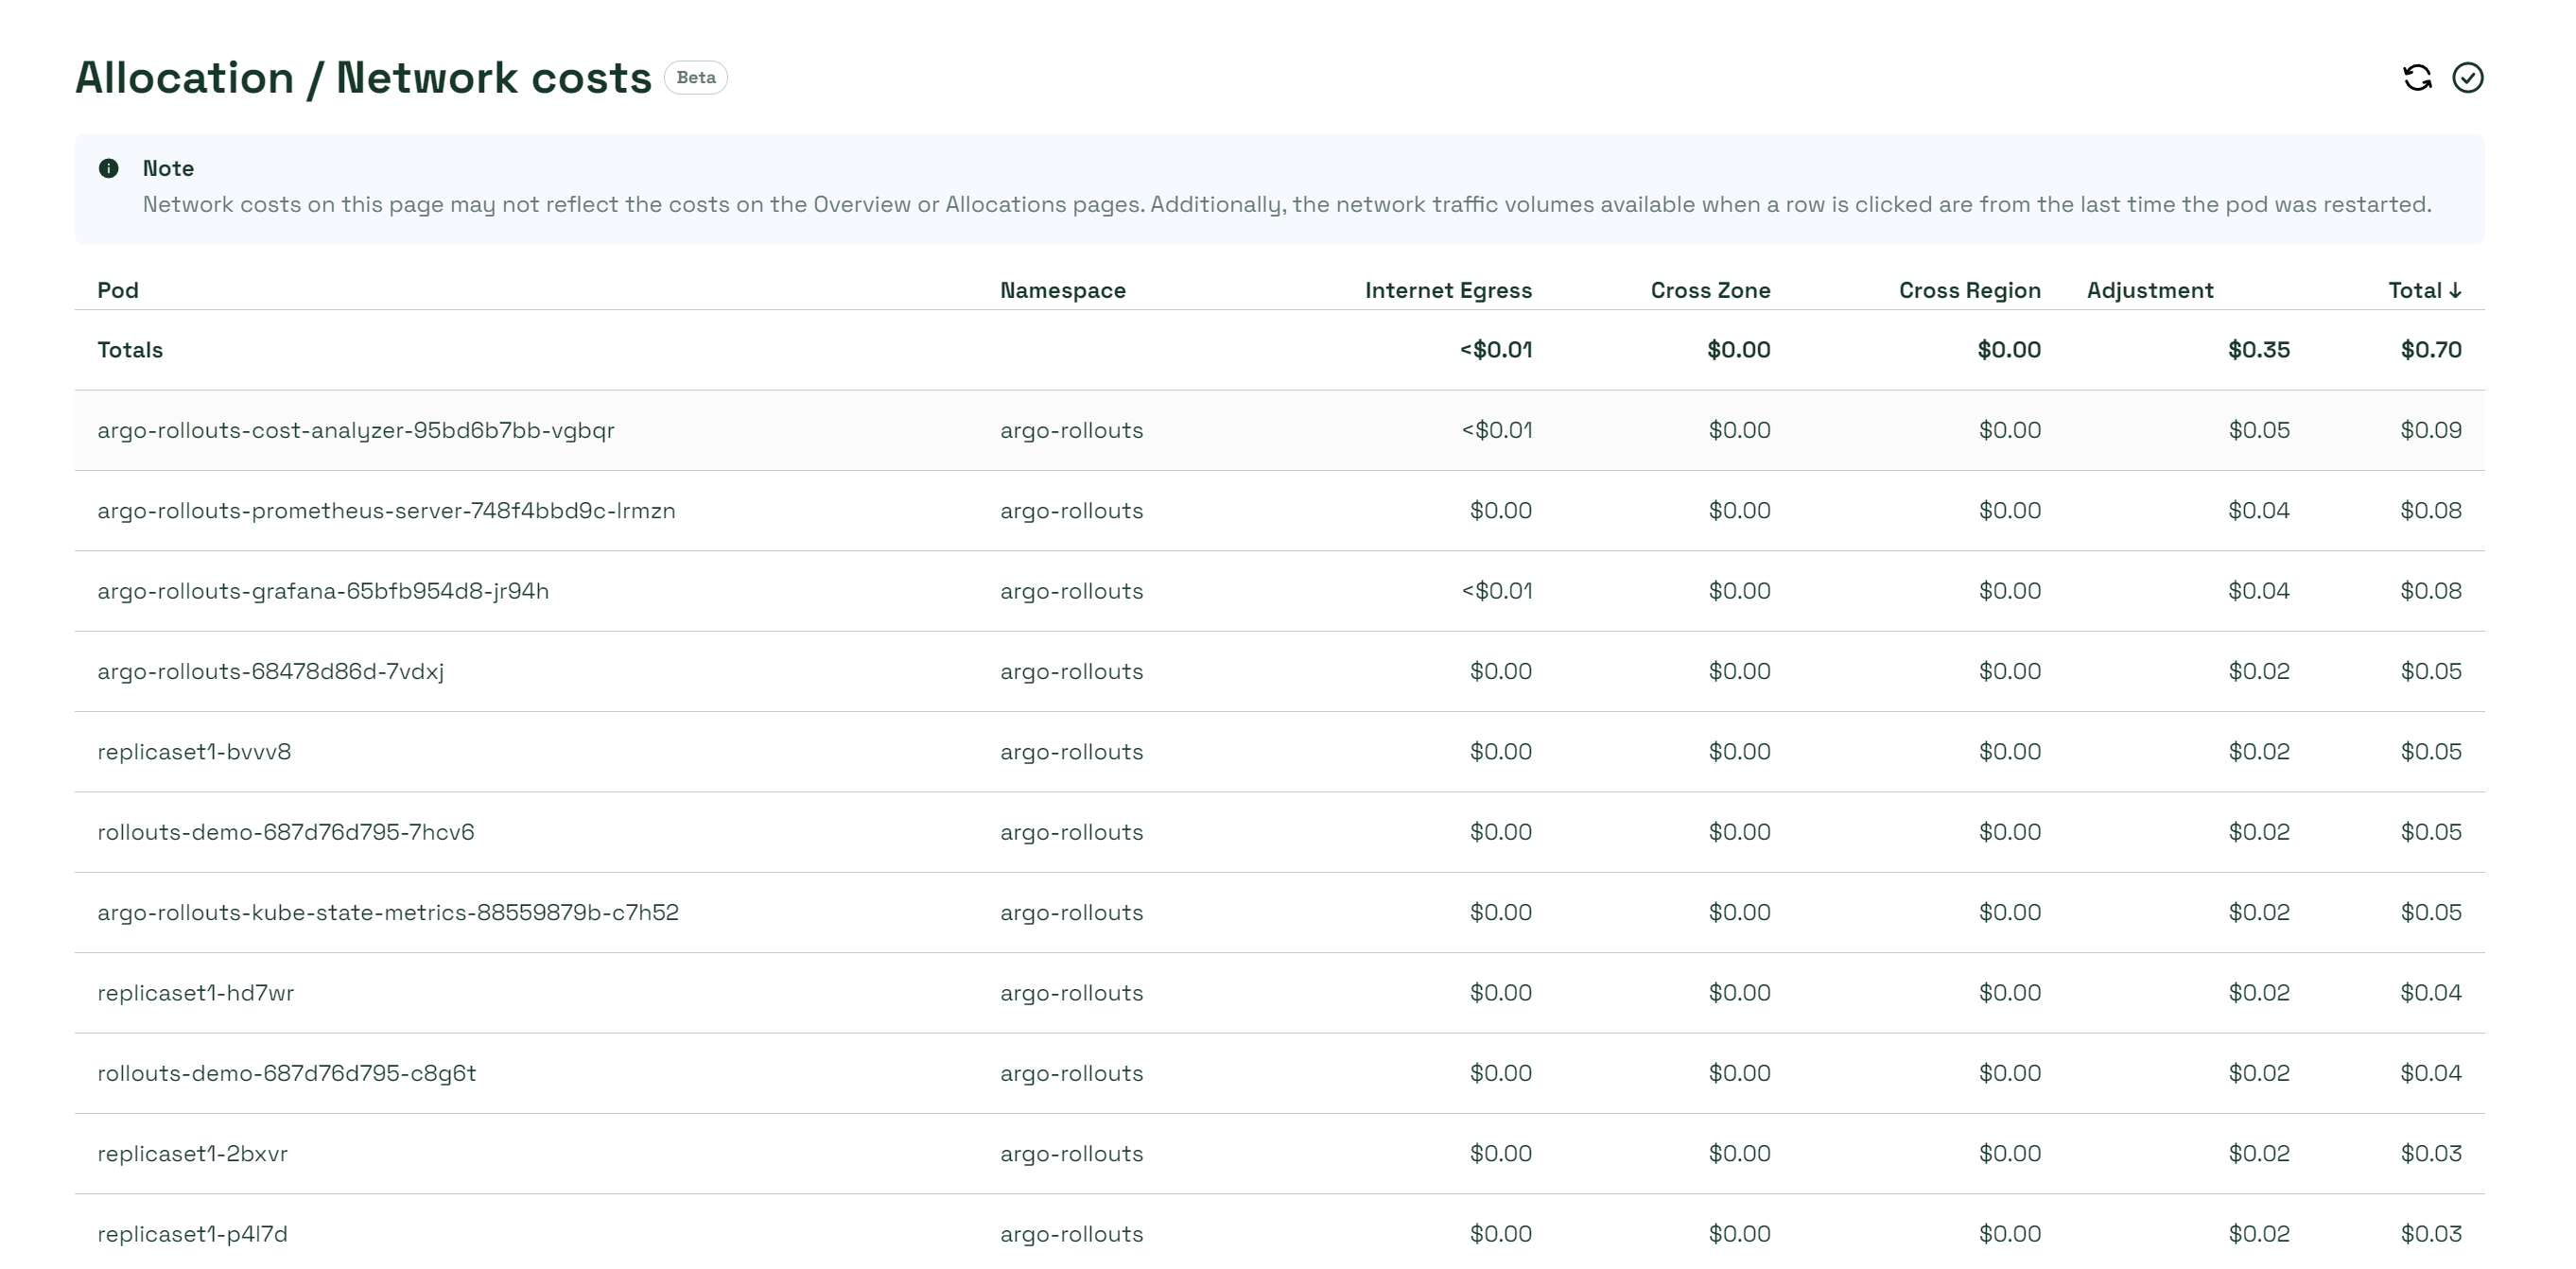 Allocation / Network costs Beta
Note
Network costs on this page may not reflect the costs on the Overview or Allocations pages. Additionally, the network traffic volumes available when a row is clicked are from the last time the pod was restarted.
Pod Namespace Internet Egress Cross Zone Cross Region Adjustment Total ↓
Totals <$0.01 $0.00 $0.00 $0.35 $0.70
argo-rollouts-cost-analyzer-95bd6b7bb-vgbqr argo-rollouts <$0.01 $0.00 $0.00 $0.05 $0.09
argo-rollouts-prometheus-server-748f4bbd9c-lrmzn argo-rollouts $0.00 $0.00 $0.00 $0.04 $0.08
argo-rollouts-grafana-65bfb954d8-jr94h argo-rollouts <$0.01 $0.00 $0.00 $0.04 $0.08
argo-rollouts-68478d86d-7vdxj argo-rollouts $0.00 $0.00 $0.00 $0.02 $0.05
replicaset1-bvvv8 argo-rollouts $0.00 $0.00 $0.00 $0.02 $0.05
rollouts-demo-687d76d795-7hcv6 argo-rollouts $0.00 $0.00 $0.00 $0.02 $0.05
argo-rollouts-kube-state-metrics-88559879b-c7h52 argo-rollouts $0.00 $0.00 $0.00 $0.02 $0.05
replicaset1-hd7wr argo-rollouts $0.00 $0.00 $0.00 $0.02 $0.04
rollouts-demo-687d76d795-c8g6t argo-rollouts $0.00 $0.00 $0.00 $0.02 $0.04
replicaset1-2bxvr argo-rollouts $0.00 $0.00 $0.00 $0.02 $0.03
replicaset1-p4l7d argo-rollouts $0.00 $0.00 $0.00 $0.02 $0.03